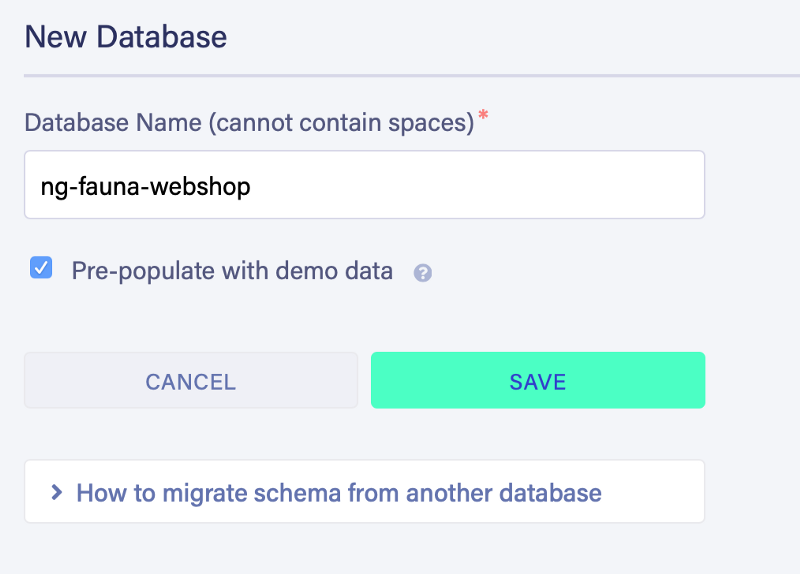 New Database
Database Name (cannot contain spaces)*
ng-fauna-webshop
Pre-populate with demo data ?
CANCEL
SAVE
How to migrate schema from another database